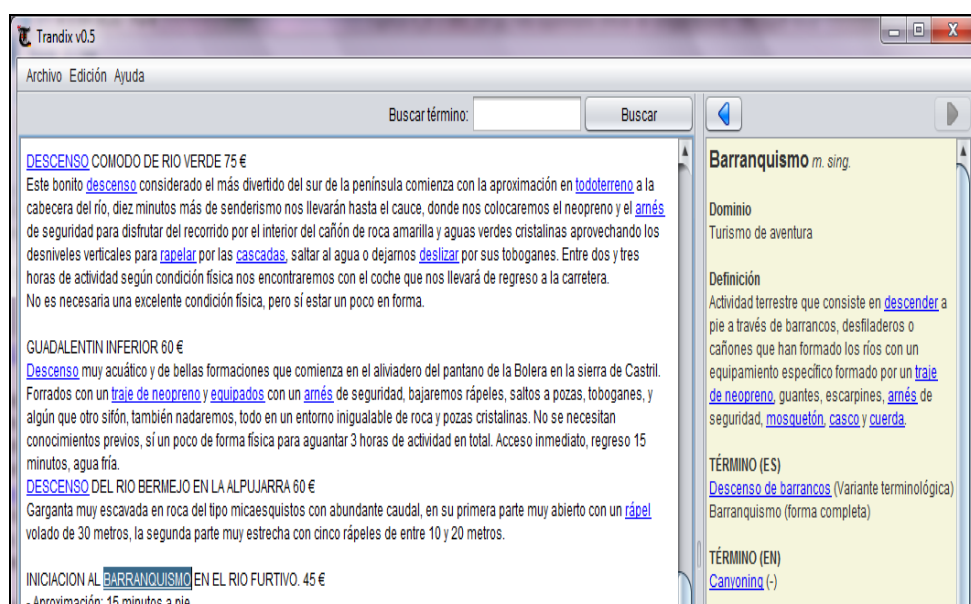 Trandix v0.5
Archivo Edición Ayuda
Buscar término: Buscar
DESCENSO COMODO DE RIO VERDE 75 €
Este bonito descenso considerado el más divertido del sur de la península comienza con la aproximación en todoterreno a la
cabecera del río, diez minutos más de senderismo nos llevarán hasta el cauce, donde nos colocaremos el neopreno y el arnés
de seguridad para disfrutar del recorrido por el interior del cañón de roca amarilla y aguas verdes cristalinas aprovechando los
desniveles verticales para rapelar por las cascadas, saltar al agua o dejarnos deslizar por sus toboganes. Entre dos y tres
horas de actividad según condición física nos encontraremos con el coche que nos llevará de regreso a la carretera.
No es necesaria una excelente condición física, pero sí estar un poco en forma.
GUADALENTIN INFERIOR 60 €
Descenso muy acuático y de bellas formaciones que comienza en el aliviadero del pantano de la Bolera en la sierra de Castril.
Forrados con un traje de neopreno y equipados con un arnés de seguridad, bajaremos rápeles, saltos a pozas, toboganes, y
algún que otro sifón, también nadaremos, todo en un entorno inigualable de roca y pozas cristalinas. No se necesitan
conocimientos previos, sí un poco de forma física para aguantar 3 horas de actividad en total. Acceso inmediato, regreso 15
minutos, agua fría.
DESCENSO DEL RIO BERMEJO EN LA ALPUJARRA 60 €
Garganta muy escavada en roca del tipo micaesquistos con abundante caudal, en su primera parte muy abierto con un rápel
volado de 30 metros, la segunda parte muy estrecha con cinco rápeles de entre 10 y 20 metros.
INICIACION AL BARRANQUISMO EN EL RIO FURTIVO. 45 €
- Aproximación: 15 minutos a pie
Barranquismo m. sing.
Dominio
Turismo de aventura
Definición
Actividad terrestre que consiste en descender a
pie a través de barrancos, desfiladeros o
cañones que han formado los ríos con un
equipamiento específico formado por un traje
de neopreno, guantes, escarpines, arnés de
seguridad, mosquetón, casco y cuerda.
TÉRMINO (ES)
Descenso de barrancos (Variante terminológica)
Barranquismo (forma completa)
TÉRMINO (EN)
Canyoning (-)